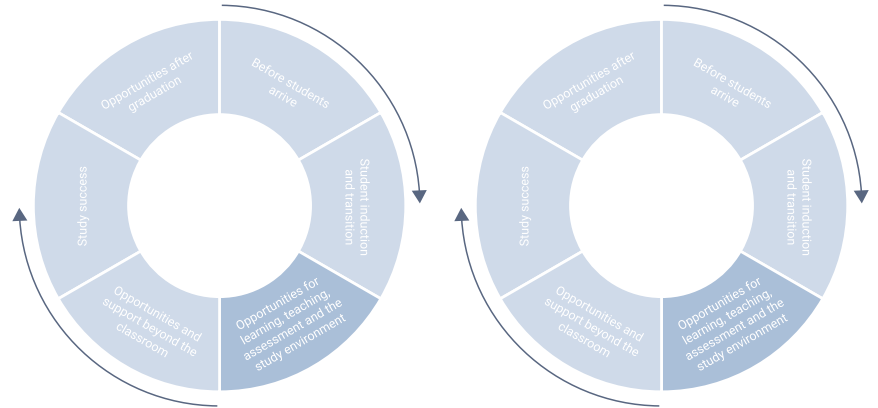 Before students
arrive
Student induction
and transition
Opportunities for
learning, teaching,
assessment and the
study environment
Opportunities and
support beyond the
classroom
Study success
Opportunities after
graduation
Before students
arrive
Student induction
and transition
Opportunities for
learning, teaching,
assessment and the
study environment
Opportunities and
support beyond the
classroom
Study success
Opportunities after
graduation